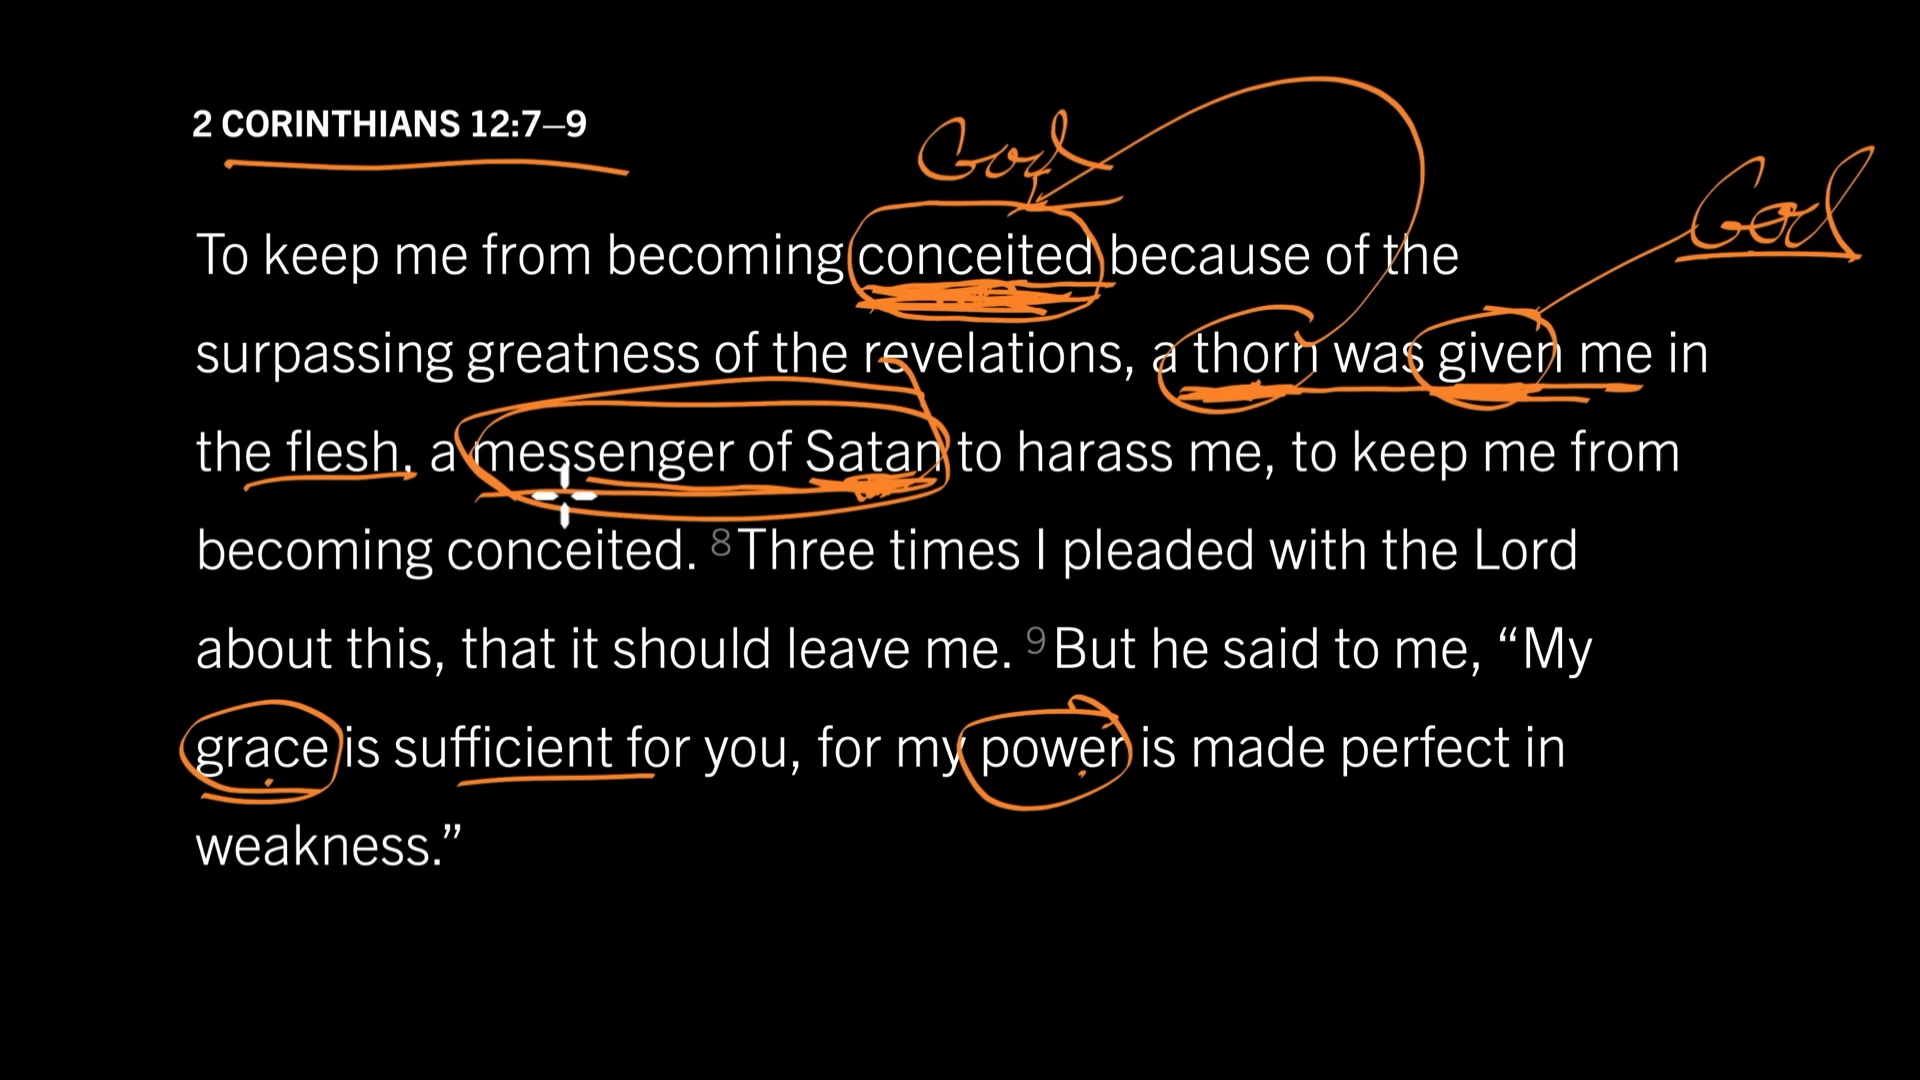 2 CORINTHIANS 12:7–9
God
God
To keep me from becoming conceited because of the
surpassing greatness of the revelations, a thorn was given me in
the flesh, a messenger of Satan to harass me, to keep me from
becoming conceited. 8 Three times I pleaded with the Lord
about this, that it should leave me. 9 But he said to me, “My
grace is sufficient for you, for my power is made perfect in
weakness.”